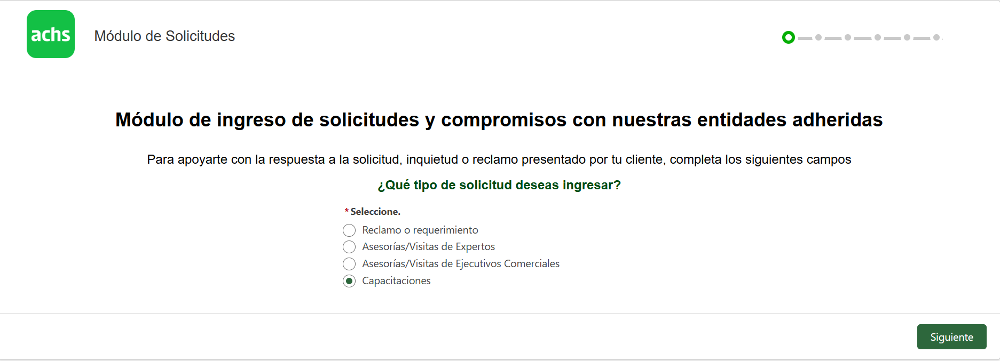 achs
Módulo de Solicitudes
Módulo de ingreso de solicitudes y compromisos con nuestras entidades adheridas
Para apoyarte con la respuesta a la solicitud, inquietud o reclamo presentado por tu cliente, completa los siguientes campos
¿Qué tipo de solicitud deseas ingresar?
*Seleccione.
Reclamo o requerimiento
Asesorías/Visitas de Expertos
Asesorías/Visitas de Ejecutivos Comerciales
Capacitaciones
Siguiente